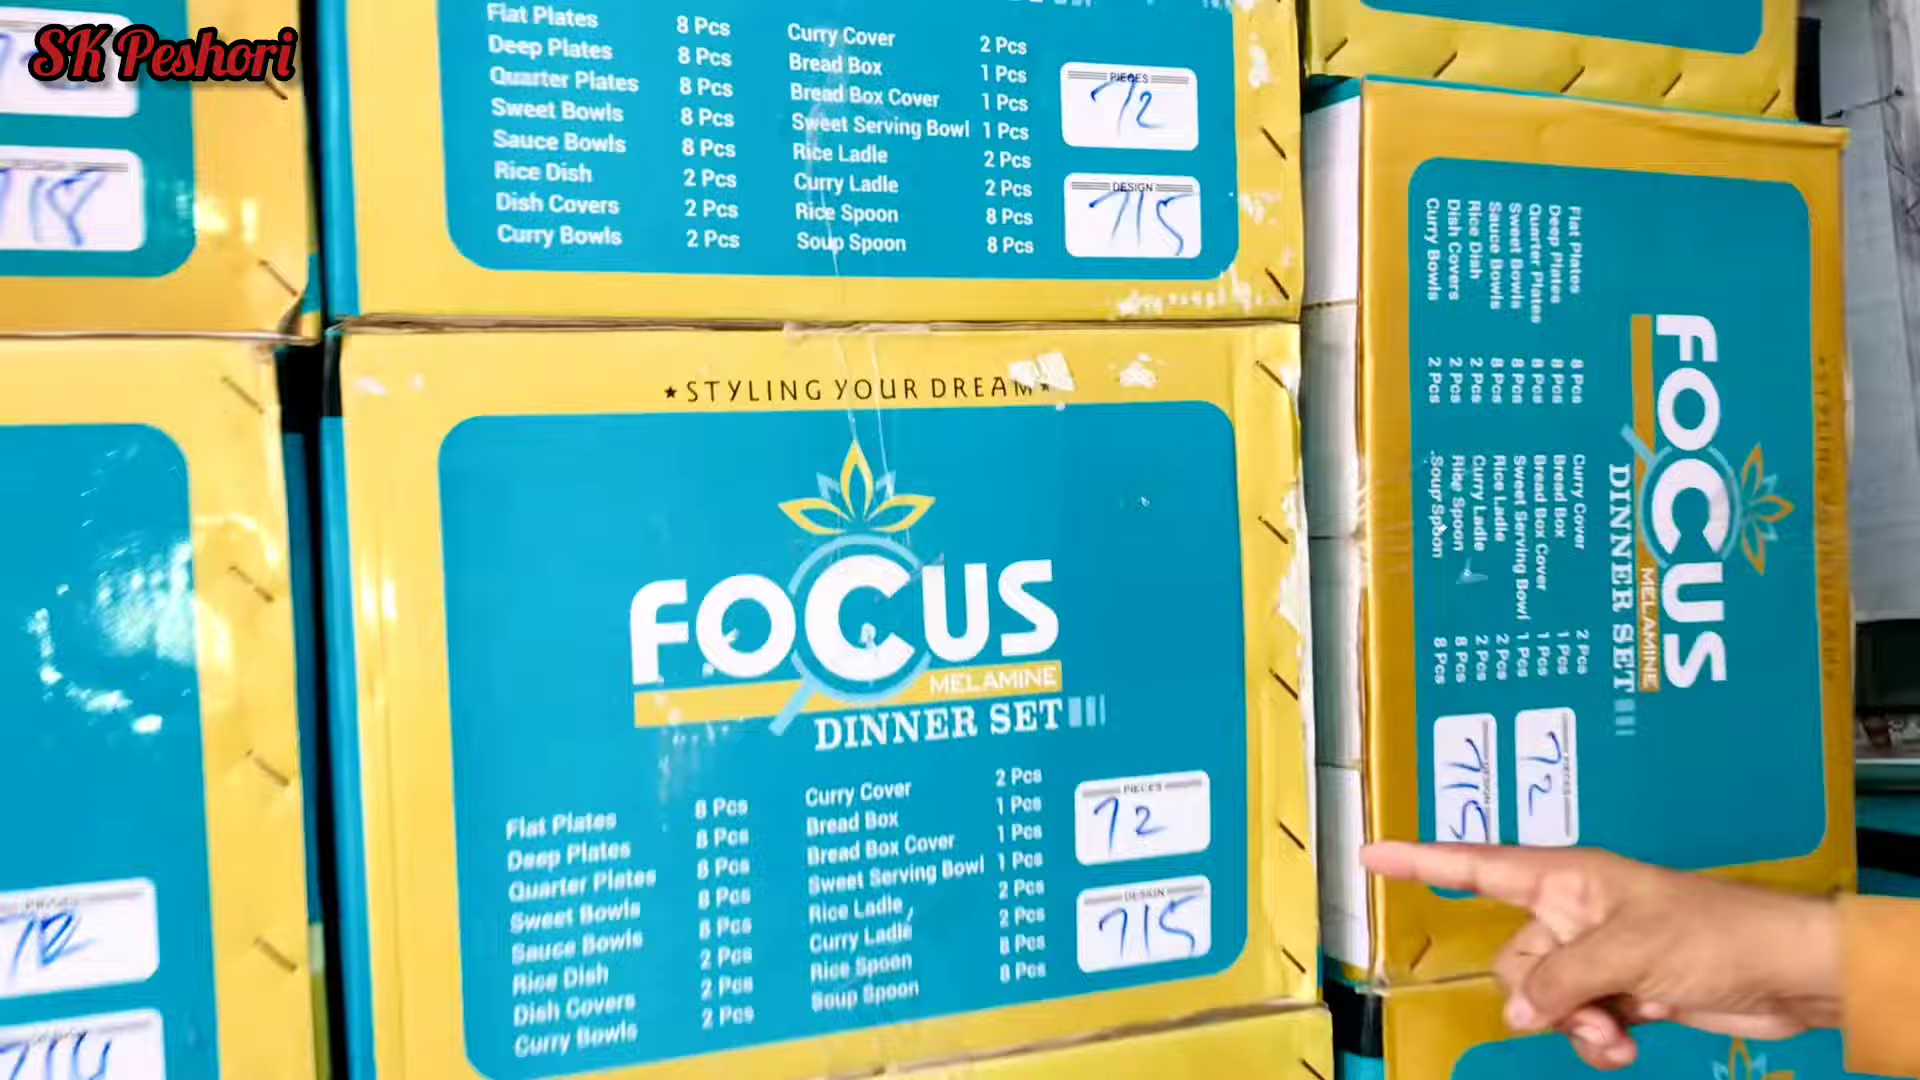 SK Peshori
Flat Plates 8 Pcs
Deep Plates 8 Pcs
Quarter Plates 8 Pcs
Sweet Bowls 8 Pcs
Sauce Bowls 8 Pcs
Rice Dish 2 Pcs
Dish Covers 2 Pcs
Curry Bowls 2 Pcs
Curry Cover 2 Pcs
Bread Box 1 Pcs
Bread Box Cover 1 Pcs
Sweet Serving Bowl 1 Pcs
Rice Ladle 2 Pcs
Curry Ladle 2 Pcs
Rice Spoon 8 Pcs
Soup Spoon 8 Pcs
PIECES
72
DESIGN
715
★ STYLING YOUR DREAM ★
FOCUS
MELAMINE
DINNER SET
Flat Plates 8 Pcs
Deep Plates 8 Pcs
Quarter Plates 8 Pcs
Sweet Bowls 8 Pcs
Sauce Bowls 8 Pcs
Rice Dish 2 Pcs
Dish Covers 2 Pcs
Curry Bowls 2 Pcs
Curry Cover 2 Pcs
Bread Box 1 Pcs
Bread Box Cover 1 Pcs
Sweet Serving Bowl 1 Pcs
Rice Ladle 2 Pcs
Curry Ladle 2 Pcs
Rice Spoon 8 Pcs
Soup Spoon 8 Pcs
PIECES
72
DESIGN
715
STYLING YOUR DREAM
FOCUS
MELAMINE
DINNER SET
Flat Plates 8 Pcs
Deep Plates 8 Pcs
Quarter Plates 8 Pcs
Sweet Bowls 8 Pcs
Sauce Bowls 8 Pcs
Rice Dish 2 Pcs
Dish Covers 2 Pcs
Curry Bowls 2 Pcs
Curry Cover 2 Pcs
Bread Box 1 Pcs
Bread Box Cover 1 Pcs
Sweet Serving Bowl 1 Pcs
Rice Ladle 2 Pcs
Curry Ladle 2 Pcs
Rice Spoon 8 Pcs
Soup Spoon 8 Pcs
PIECES
72
DESIGN
715
72